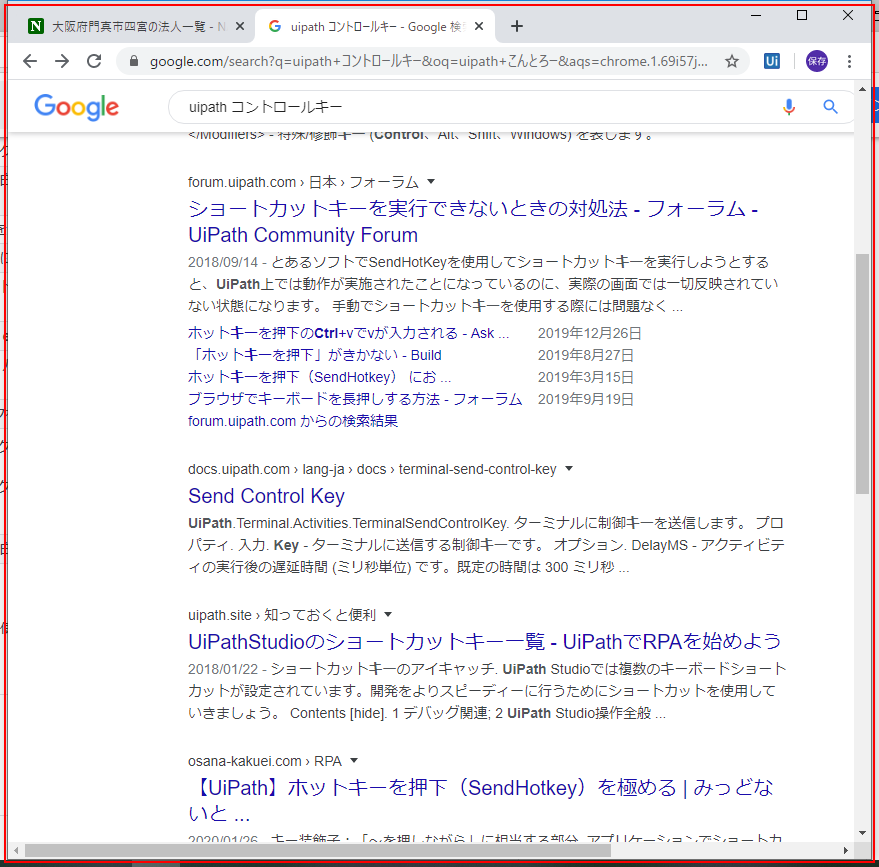 大阪府門真市四宮の法人一覧 - N
uipath コントロールキー - Google 検
google.com/search?q=uipath+コントロールキー&oq=uipath+こんとろー&aqs=chrome.1.69i57j...
Ui
保存
Google
uipath コントロールキー
</Modifiers> - 特殊/修飾キー (Control、Alt、Shift、Windows) を表します。
forum.uipath.com › 日本 › フォーラム
ショートカットキーを実行できないときの対処法 - フォーラム -
UiPath Community Forum
2018/09/14 - とあるソフトでSendHotKeyを使用してショートカットキーを実行しようとする
と、UiPath上では動作が実施されたことになっているのに、実際の画面では一切反映されてい
ない状態になります。 手動でショートカットキーを使用する際には問題なく ...
ホットキーを押下のCtrl+vでvが入力される - Ask ... 2019年12月26日
「ホットキーを押下」がきかない - Build 2019年8月27日
ホットキーを押下（SendHotkey） にお ... 2019年3月15日
ブラウザでキーボードを長押しする方法 - フォーラム 2019年9月19日
forum.uipath.com からの検索結果
docs.uipath.com › lang-ja › docs › terminal-send-control-key
Send Control Key
UiPath.Terminal.Activities.TerminalSendControlKey. ターミナルに制御キーを送信します。 プロ
パティ. 入力. Key - ターミナルに送信する制御キーです。 オプション. DelayMS - アクティビテ
ィの実行後の遅延時間 (ミリ秒単位) です。既定の時間は 300 ミリ秒 ...
uipath.site › 知っておくと便利
UiPathStudioのショートカットキー一覧 - UiPathでRPAを始めよう
2018/01/22 - ショートカットキーのアイキャッチ. UiPath Studioでは複数のキーボードショート
カットが設定されています。開発をよりスピーディーに行うためにショートカットを使用して
いきましょう。 Contents [hide]. 1 デバッグ関連; 2 UiPath Studio操作全般 ...
osana-kakuei.com › RPA
【UiPath】ホットキーを押下（SendHotkey）を極める | みっどな
いと ...
2020/01/26 - キー装飾子：「～を押しながら」に相当する部分. アプリケーションでショートカ